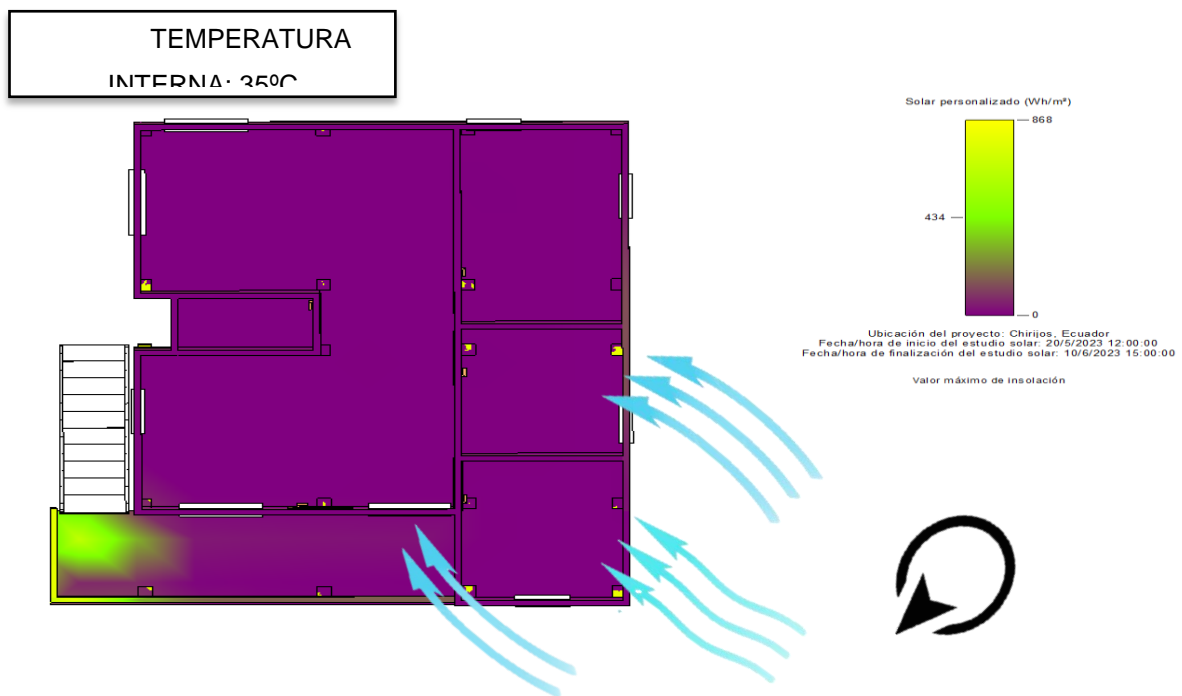 TEMPERATURA
INTERNA: 35ºC
Solar personalizado (Wh/m²)
868
434
0
Ubicación del proyecto: Chirijos, Ecuador
Fecha/hora de inicio del estudio solar: 20/5/2023 12:00:00
Fecha/hora de finalización del estudio solar: 10/6/2023 15:00:00
Valor máximo de insolación